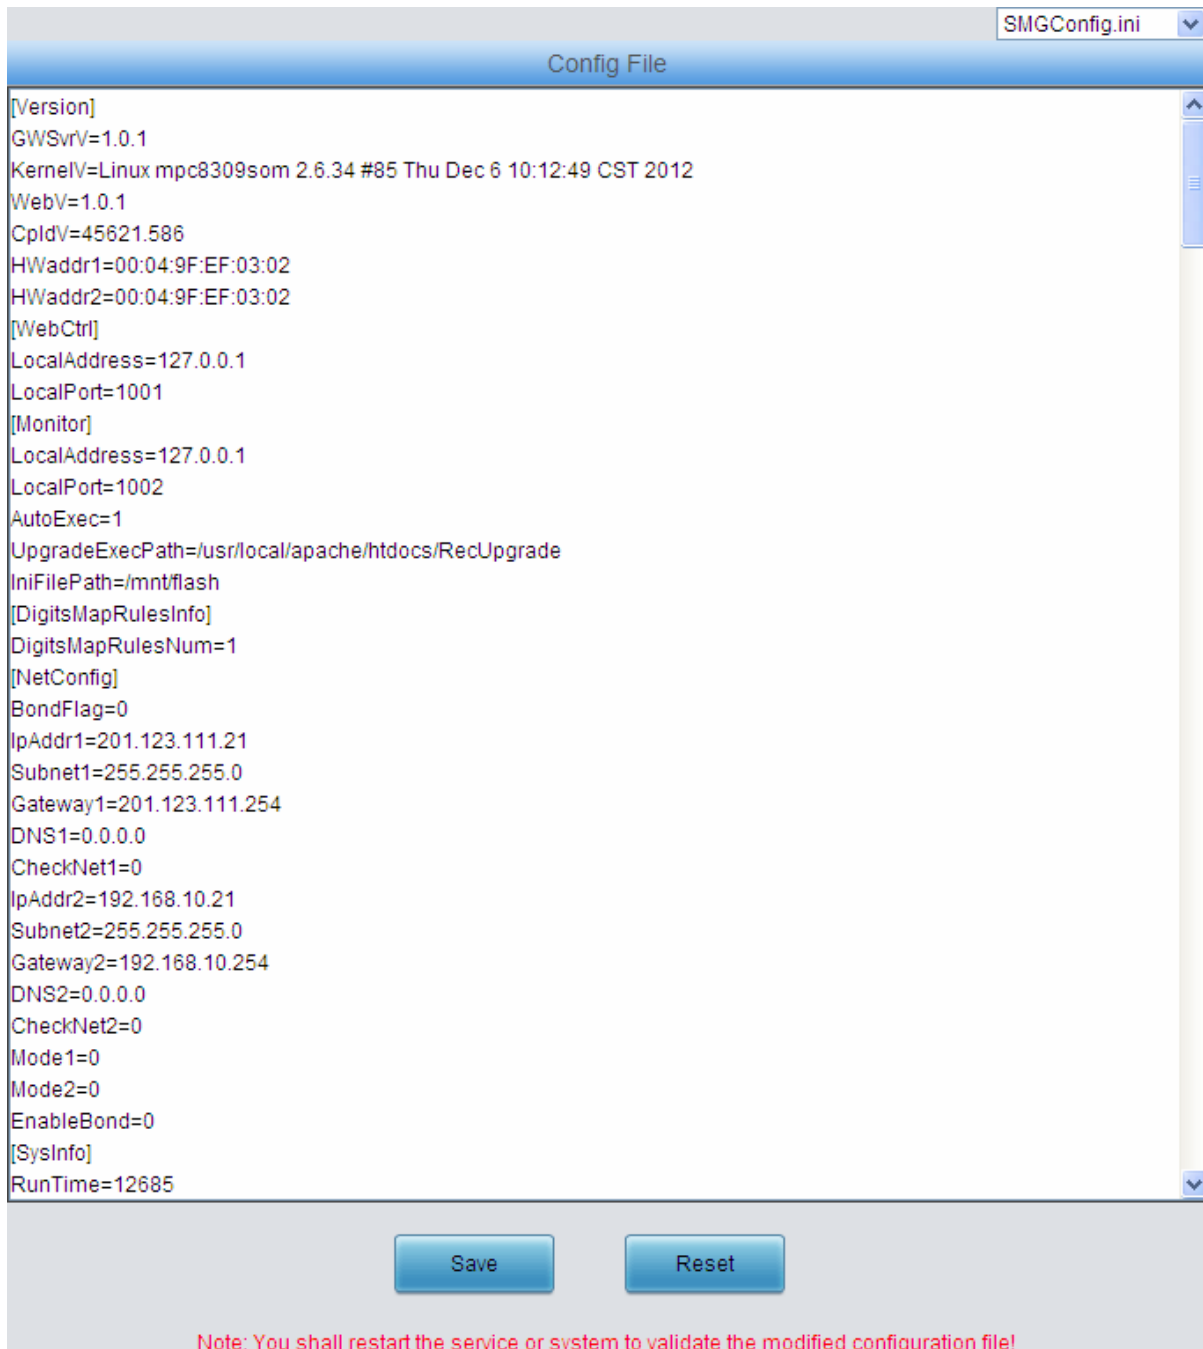 SMGConfig.ini
Config File
[Version]
GWSvrV=1.0.1
KernelV=Linux mpc8309som 2.6.34 #85 Thu Dec 6 10:12:49 CST 2012
WebV=1.0.1
CpldV=45621.586
HWaddr1=00:04:9F:EF:03:02
HWaddr2=00:04:9F:EF:03:02
[WebCtrl]
LocalAddress=127.0.0.1
LocalPort=1001
[Monitor]
LocalAddress=127.0.0.1
LocalPort=1002
AutoExec=1
UpgradeExecPath=/usr/local/apache/htdocs/RecUpgrade
IniFilePath=/mnt/flash
[DigitsMapRulesInfo]
DigitsMapRulesNum=1
[NetConfig]
BondFlag=0
IpAddr1=201.123.111.21
Subnet1=255.255.255.0
Gateway1=201.123.111.254
DNS1=0.0.0.0
CheckNet1=0
IpAddr2=192.168.10.21
Subnet2=255.255.255.0
Gateway2=192.168.10.254
DNS2=0.0.0.0
CheckNet2=0
Mode1=0
Mode2=0
EnableBond=0
[SysInfo]
RunTime=12685
Save
Reset
Note: You shall restart the service or system to validate the modified configuration file!